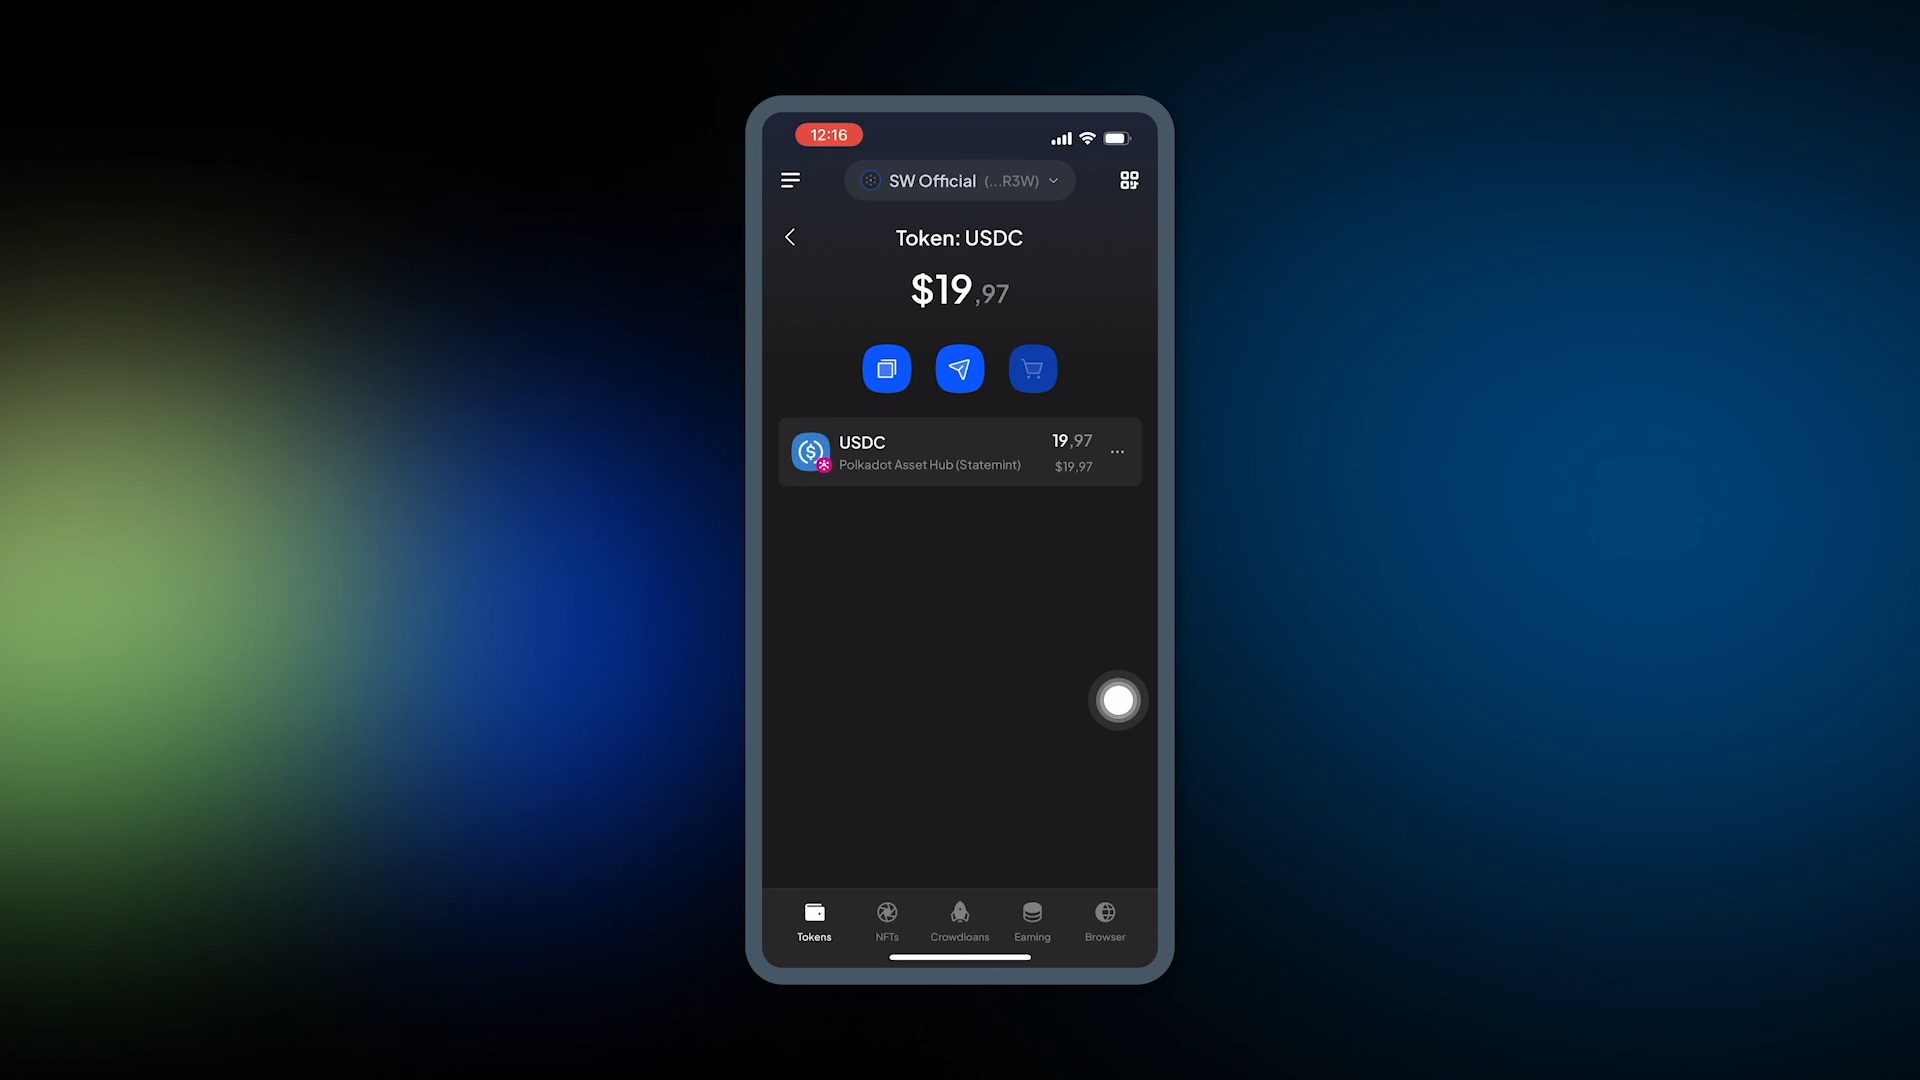 12:16
SW Official (...R3W)
Token: USDC
$19,97
USDC 19,97
Polkadot Asset Hub (Statemint) $19,97
Tokens NFTs Crowdloans Earning Browser